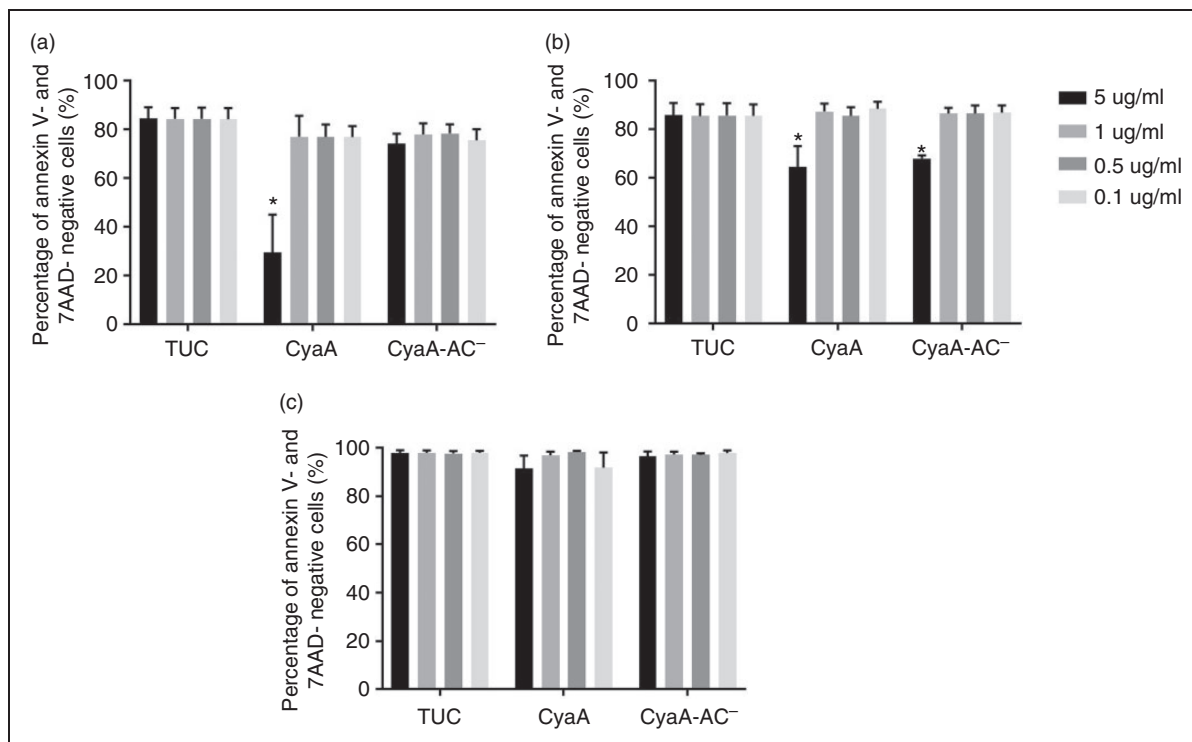 (a)
Percentage of annexin V- and
7AAD- negative cells (%)
100
80
60
40
20
0
*
TUC
CyaA
CyaA-AC⁻
(b)
Percentage of annexin V- and
7AAD- negative cells (%)
100
80
60
40
20
0
*
*
TUC
CyaA
CyaA-AC⁻
5 ug/ml
1 ug/ml
0.5 ug/ml
0.1 ug/ml
(c)
Percentage of annexin V- and
7AAD- negative cells (%)
100
80
60
40
20
0
TUC
CyaA
CyaA-AC⁻